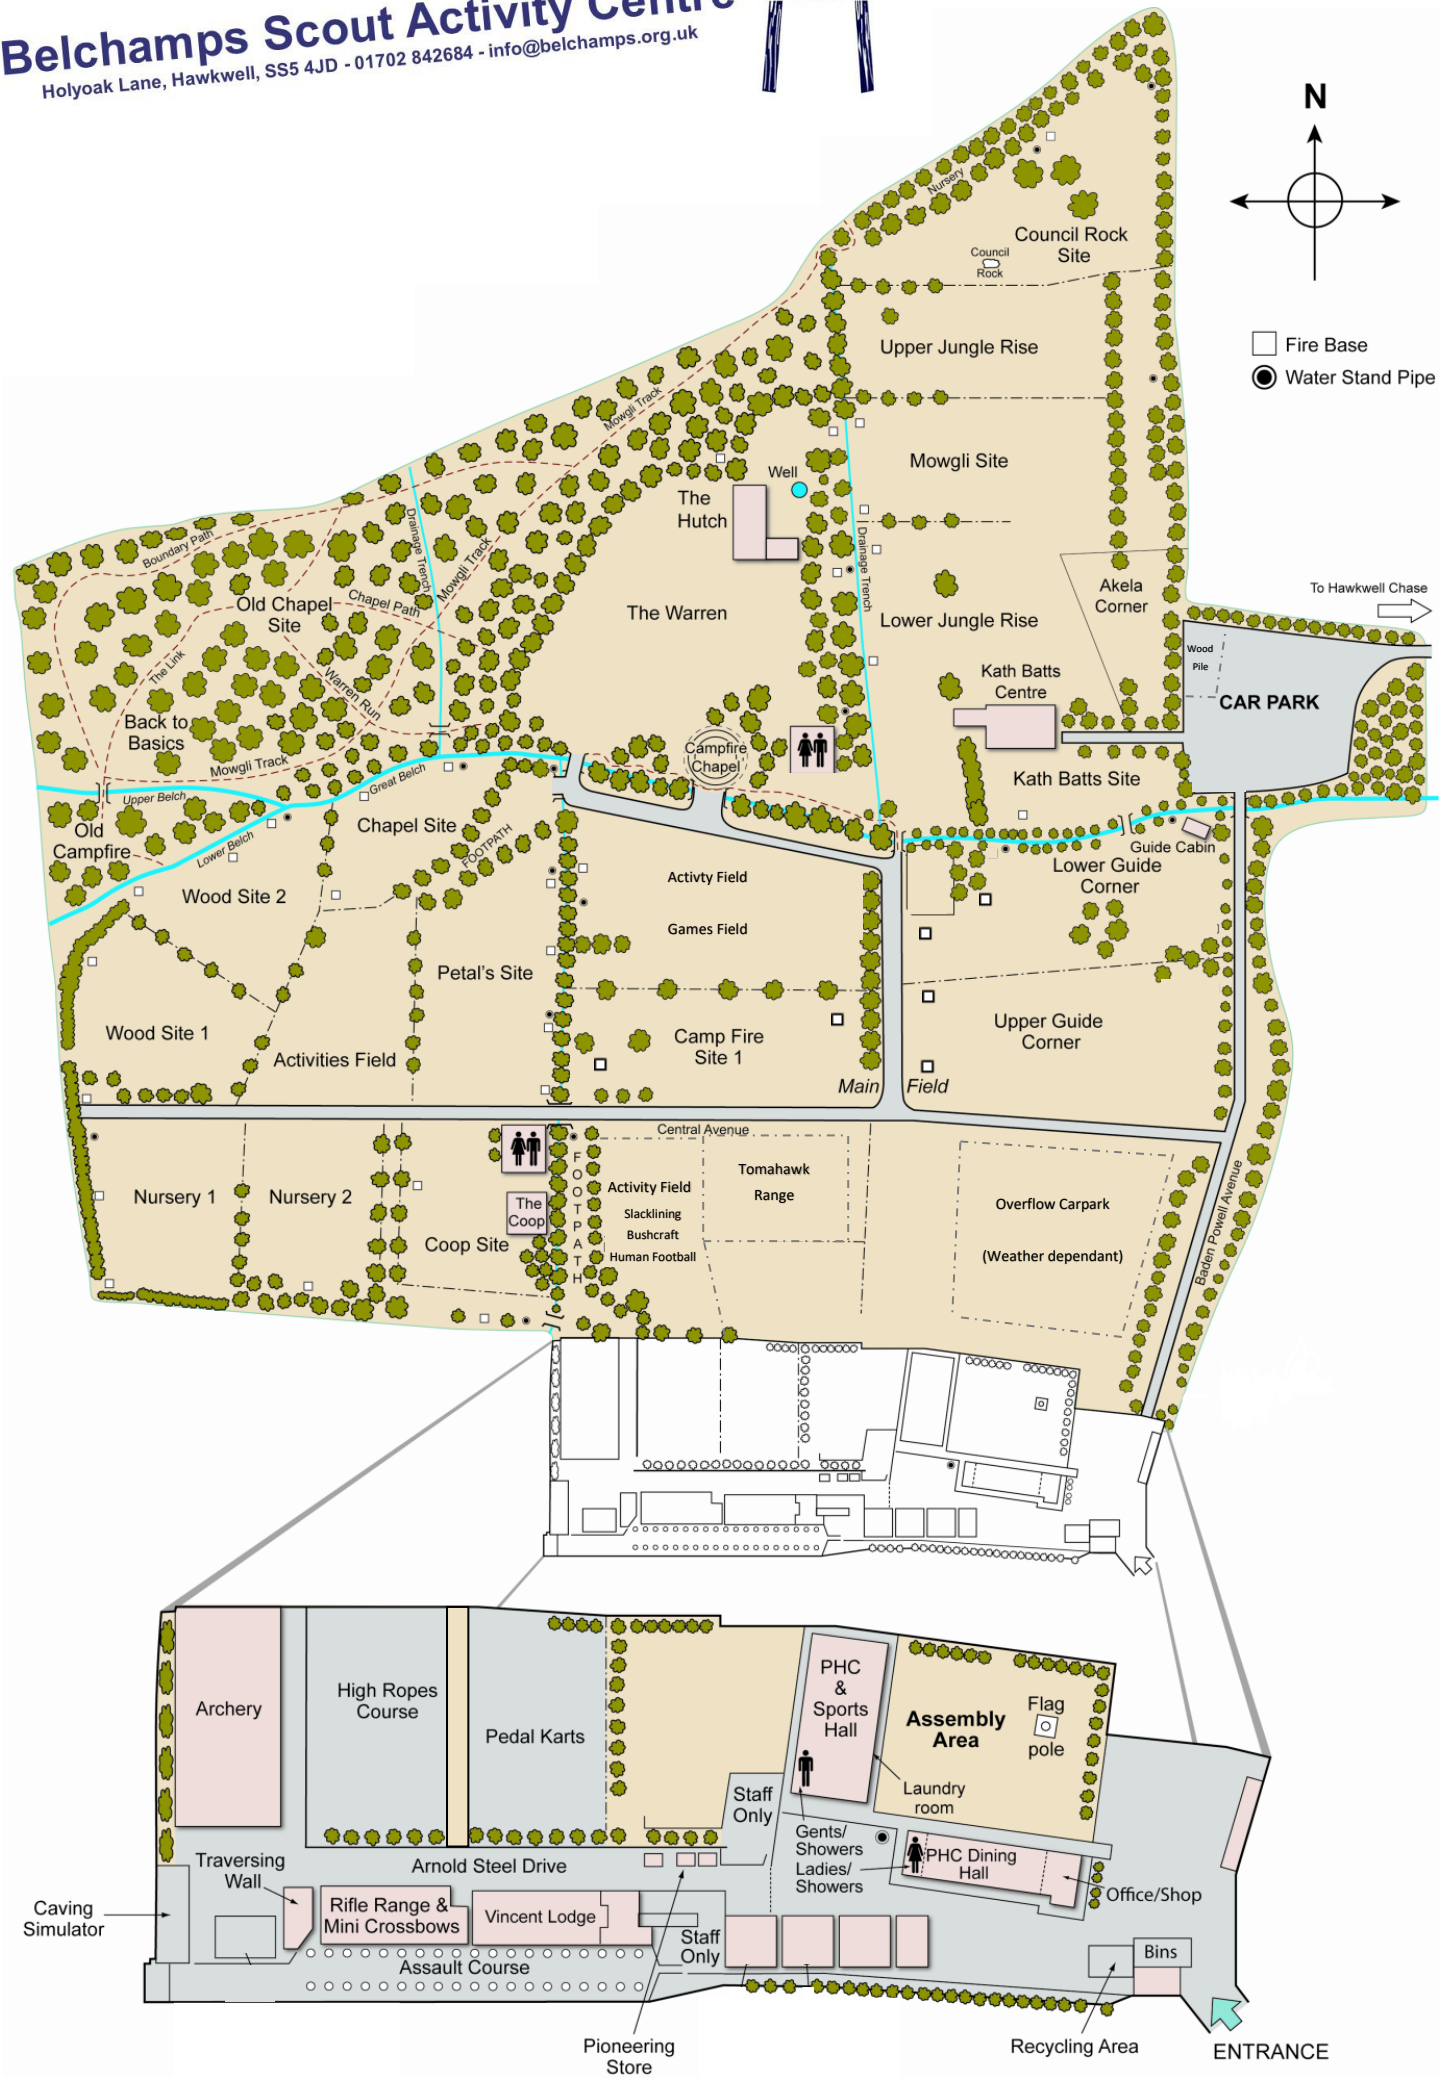 Belchamps Scout Activity Centre
Holyoak Lane, Hawkwell, SS5 4JD - 01702 842684 - info@belchamps.org.uk
N
Fire Base
Water Stand Pipe
Nursery
Council Rock
Site
Council
Rock
Upper Jungle Rise
Mowgli Track
Mowgli Site
Well
The
Hutch
Drainage Trench
Boundary Path
Drainage Trench
Mowgli Track
Old Chapel
Site
Chapel Path
The Warren
Lower Jungle Rise
Akela
Corner
To Hawkwell Chase
Wood
Pile
CAR PARK
The Link
Warren Run
Kath Batts
Centre
Back to
Basics
Mowgli Track
Campfire
Chapel
Kath Batts Site
Upper Belch
Great Belch
Old
Campfire
Lower Belch
Chapel Site
FOOTPATH
Guide Cabin
Lower Guide
Corner
Wood Site 2
Activty Field
Games Field
Petal's Site
Wood Site 1
Activities Field
Camp Fire
Site 1
Upper Guide
Corner
Main Field
Central Avenue
Nursery 1
Nursery 2
The
Coop
Coop Site
FOOTPATH
Activity Field
Slacklining
Bushcraft
Human Football
Tomahawk
Range
Overflow Carpark
(Weather dependant)
Baden Powell Avenue
Archery
High Ropes
Course
Pedal Karts
PHC
&
Sports
Hall
Assembly
Area
Flag
pole
Laundry
room
Staff
Only
Gents/
Showers
Ladies/
Showers
PHC Dining
Hall
Office/Shop
Arnold Steel Drive
Traversing
Wall
Caving
Simulator
Rifle Range &
Mini Crossbows
Vincent Lodge
Staff
Only
Assault Course
Bins
Pioneering
Store
Recycling Area
ENTRANCE